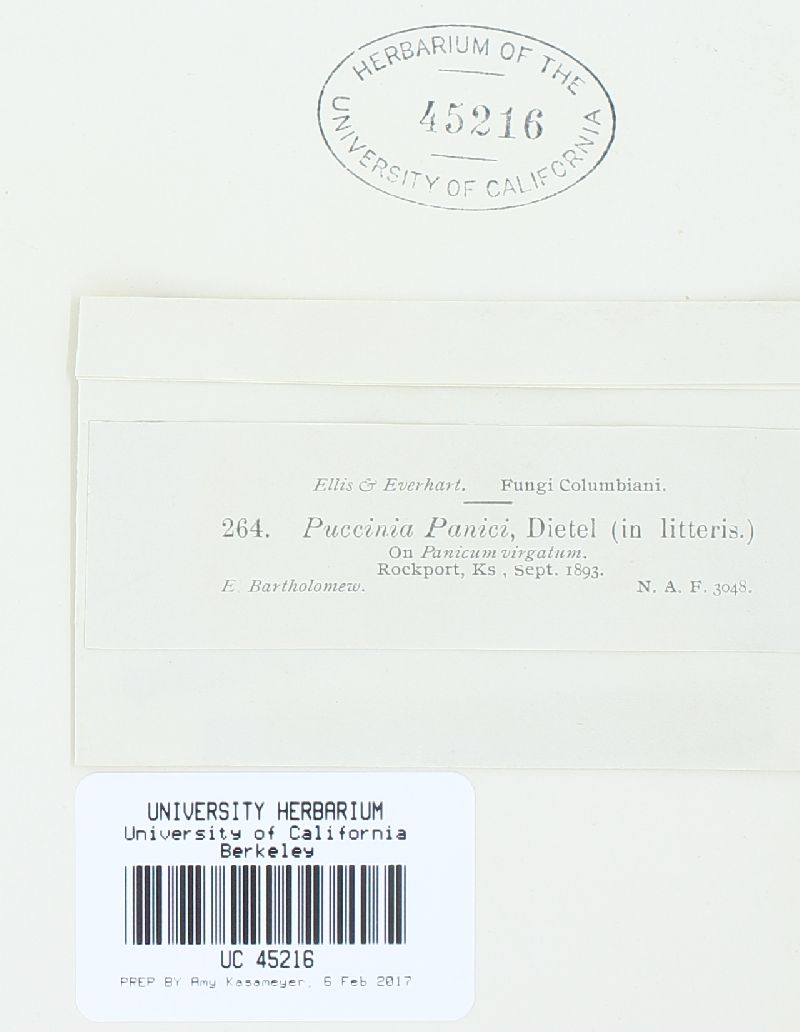 HERBARIUM OF THE
45216
UNIVERSITY OF CALIFORNIA
Ellis & Everhart. Fungi Columbiani.
264. Puccinia Panici, Dietel (in litteris.)
On Panicum virgatum.
Rockport, Ks , Sept. 1893.
E. Bartholomew. N. A. F. 3048.
UNIVERSITY HERBARIUM
University of California
Berkeley
UC 45216
PREP BY Amy Kasameyer, 6 Feb 2017